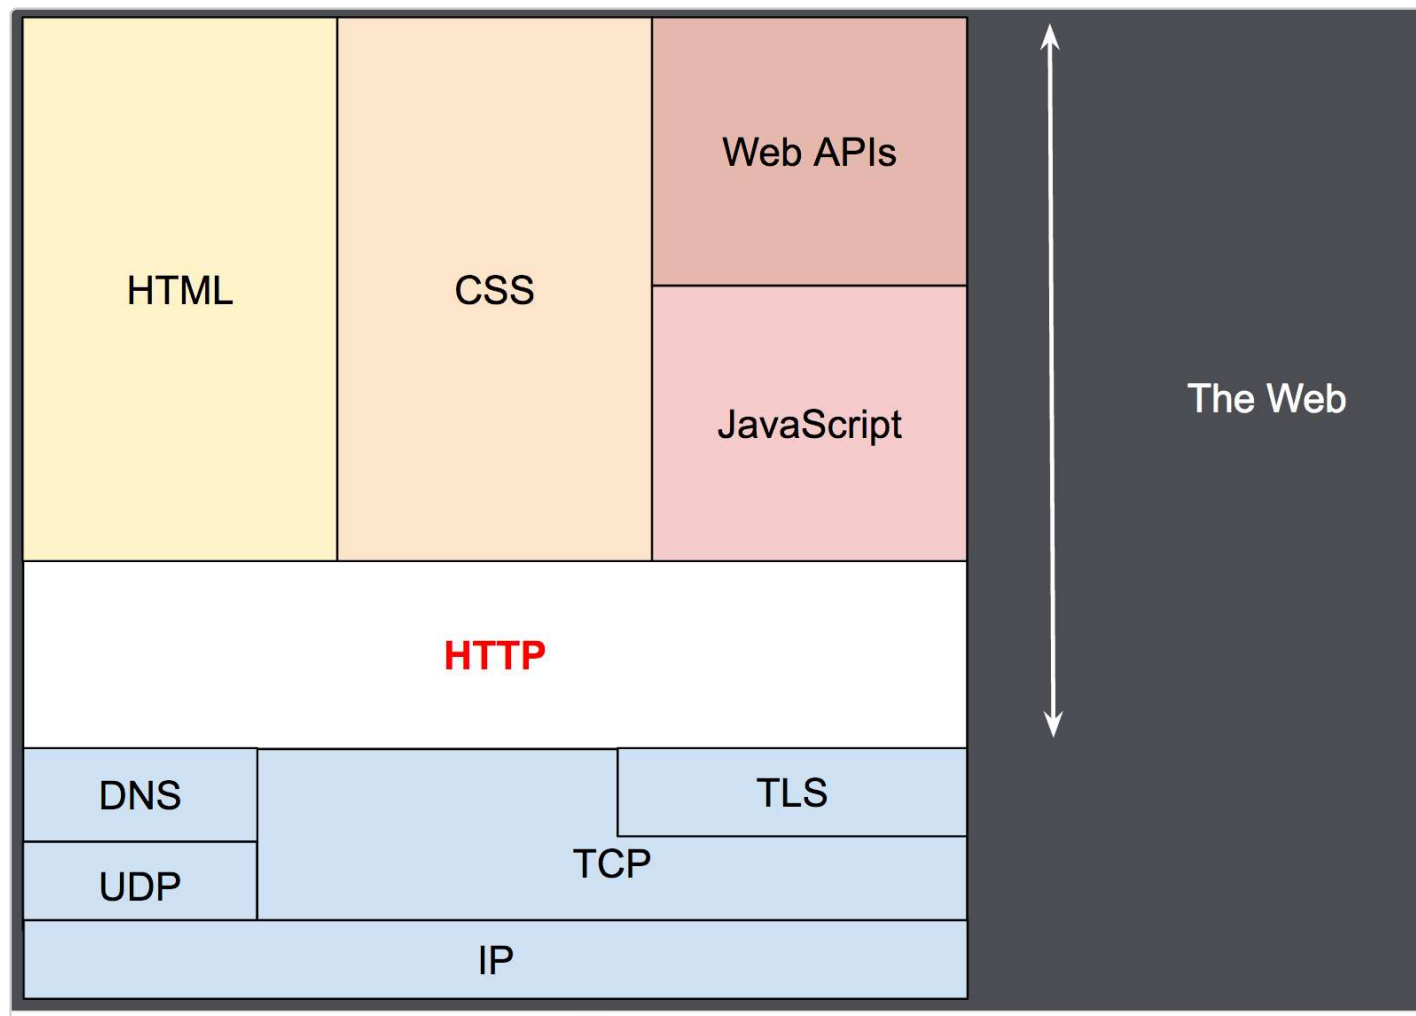 Web APIs
HTML
CSS
JavaScript
The Web
HTTP
DNS
TLS
TCP
UDP
IP